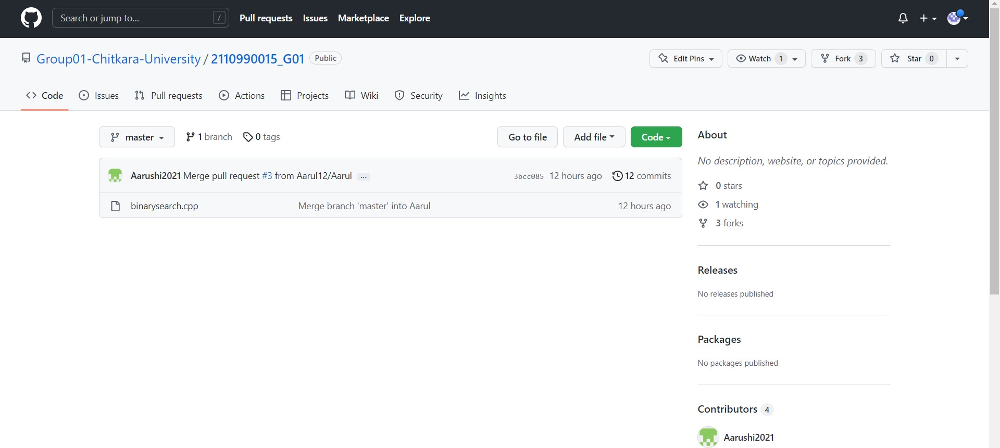 Search or jump to... / Pull requests Issues Marketplace Explore
Group01-Chitkara-University / 2110990015_G01 Public Edit Pins Watch 1 Fork 3 Star 0
Code Issues Pull requests Actions Projects Wiki Security Insights
master 1 branch 0 tags Go to file Add file Code
Aarushi2021 Merge pull request #3 from Aarul12/Aarul ... 3bcc085 12 hours ago 12 commits
binarysearch.cpp Merge branch 'master' into Aarul 12 hours ago
About
No description, website, or topics provided.
0 stars
1 watching
3 forks
Releases
No releases published
Packages
No packages published
Contributors 4
Aarushi2021